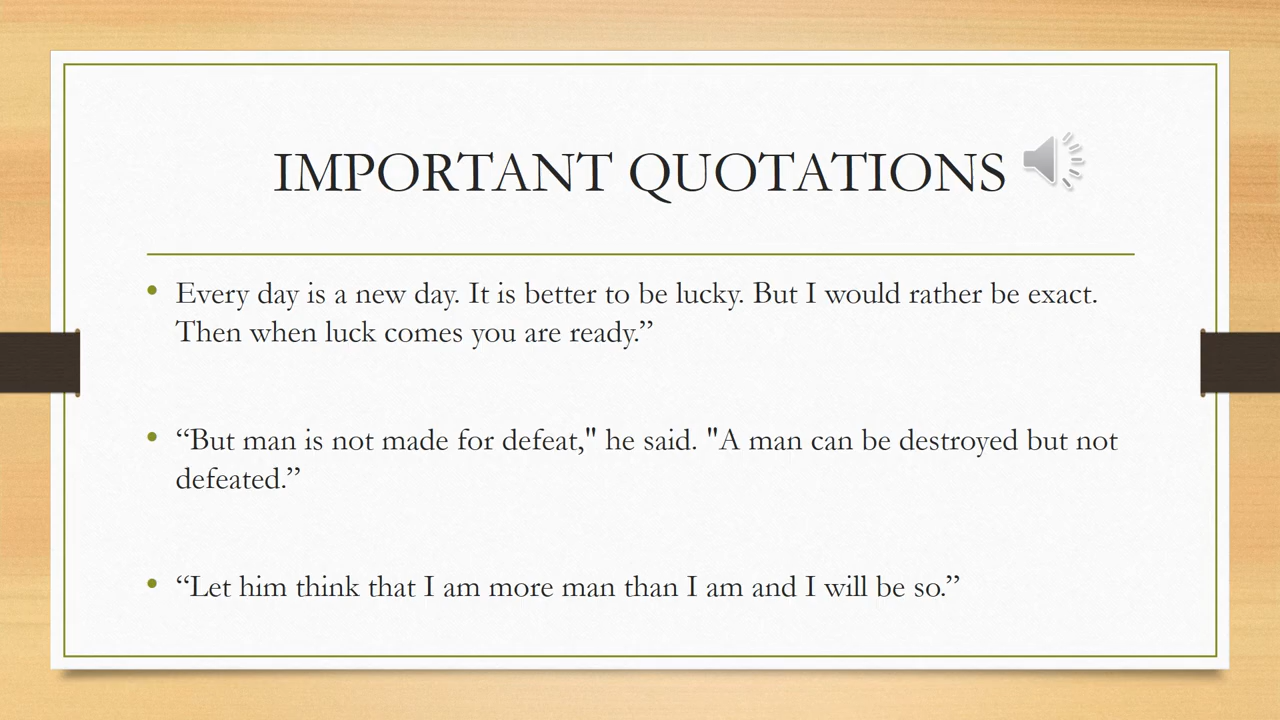 IMPORTANT QUOTATIONS
• Every day is a new day. It is better to be lucky. But I would rather be exact.
Then when luck comes you are ready.”
• “But man is not made for defeat," he said. "A man can be destroyed but not
defeated.”
• “Let him think that I am more man than I am and I will be so.”